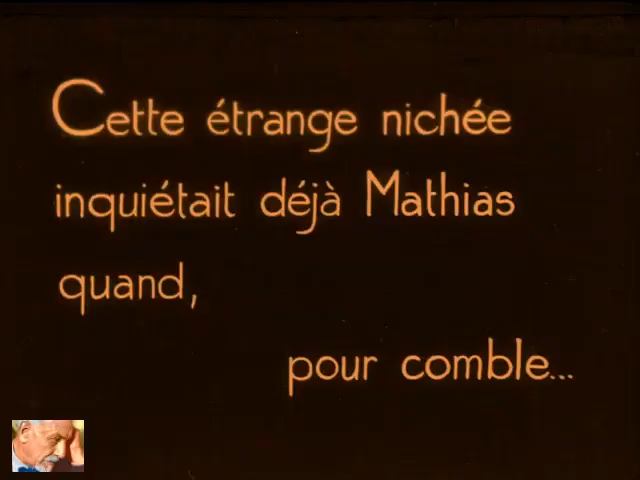 Cette étrange nichée
inquiétait déjà Mathias
quand,
pour comble...